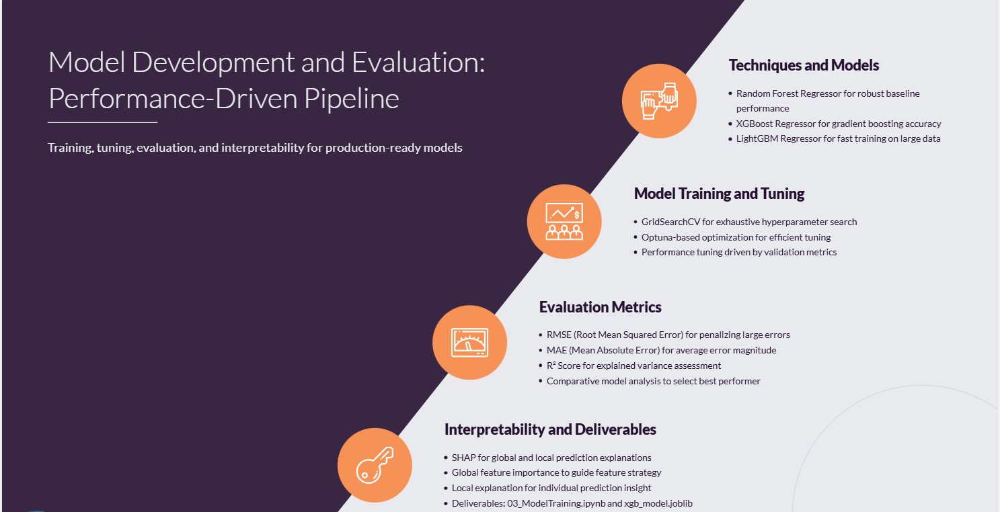 Model Development and Evaluation:
Performance-Driven Pipeline
Training, tuning, evaluation, and interpretability for production-ready models
Techniques and Models
• Random Forest Regressor for robust baseline
performance
• XGBoost Regressor for gradient boosting accuracy
• LightGBM Regressor for fast training on large data
Model Training and Tuning
• GridSearchCV for exhaustive hyperparameter search
• Optuna-based optimization for efficient tuning
• Performance tuning driven by validation metrics
Evaluation Metrics
• RMSE (Root Mean Squared Error) for penalizing large errors
• MAE (Mean Absolute Error) for average error magnitude
• R² Score for explained variance assessment
• Comparative model analysis to select best performer
Interpretability and Deliverables
• SHAP for global and local prediction explanations
• Global feature importance to guide feature strategy
• Local explanation for individual prediction insight
• Deliverables: 03_ModelTraining.ipynb and xgb_model.joblib